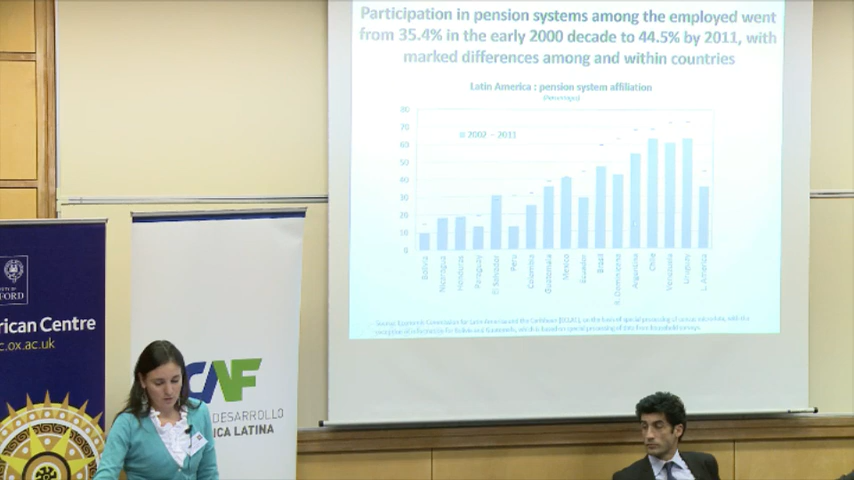 Participation in pension systems among the employed went
from 35.4% in the early 2000 decade to 44.5% by 2011, with
marked differences among and within countries
Latin America : pension system affiliation
(Percentages)
80
70
60
50
40
30
20
10
0
2002 – 2011
Bolivia
Nicaragua
Honduras
Paraguay
El Salvador
Peru
Colombia
Guatemala
Mexico
Ecuador
Brazil
R. Dominicana
Argentina
Chile
Venezuela
Uruguay
L. America
FORD
rican Centre
c.ox.ac.uk
CAF
DESARROLLO
RICA LATINA